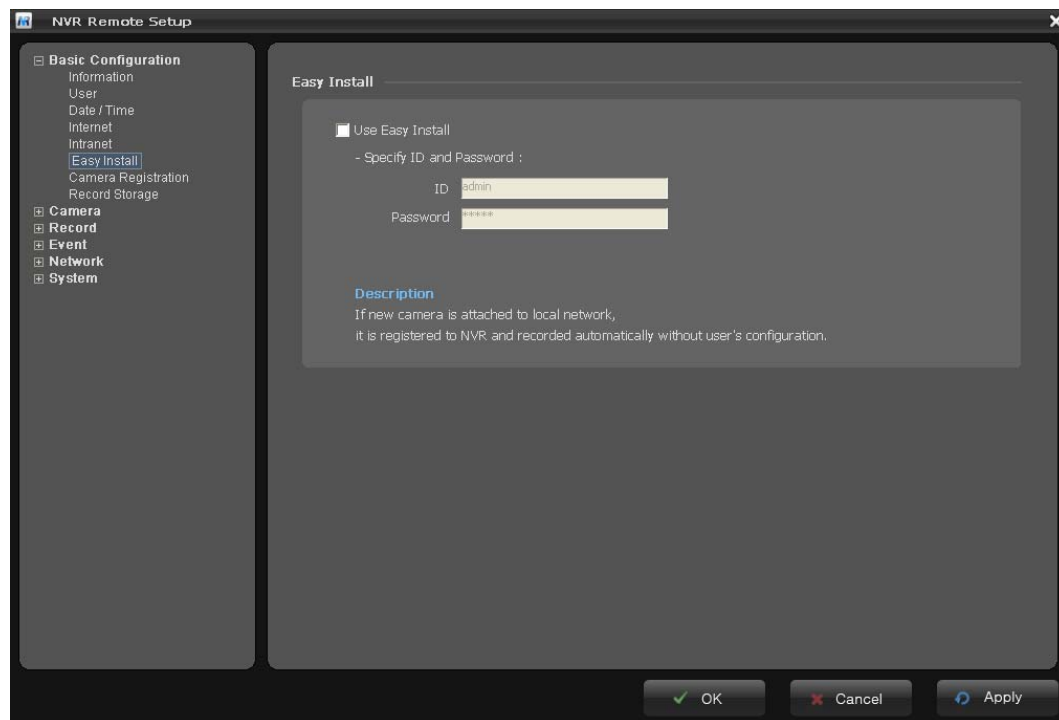 NVR Remote Setup
Basic Configuration
Information
User
Date / Time
Internet
Intranet
Easy Install
Camera Registration
Record Storage
Camera
Record
Event
Network
System
Easy Install
Use Easy Install
- Specify ID and Password :
ID admin
Password *****
Description
If new camera is attached to local network,
it is registered to NVR and recorded automatically without user's configuration.
OK
Cancel
Apply